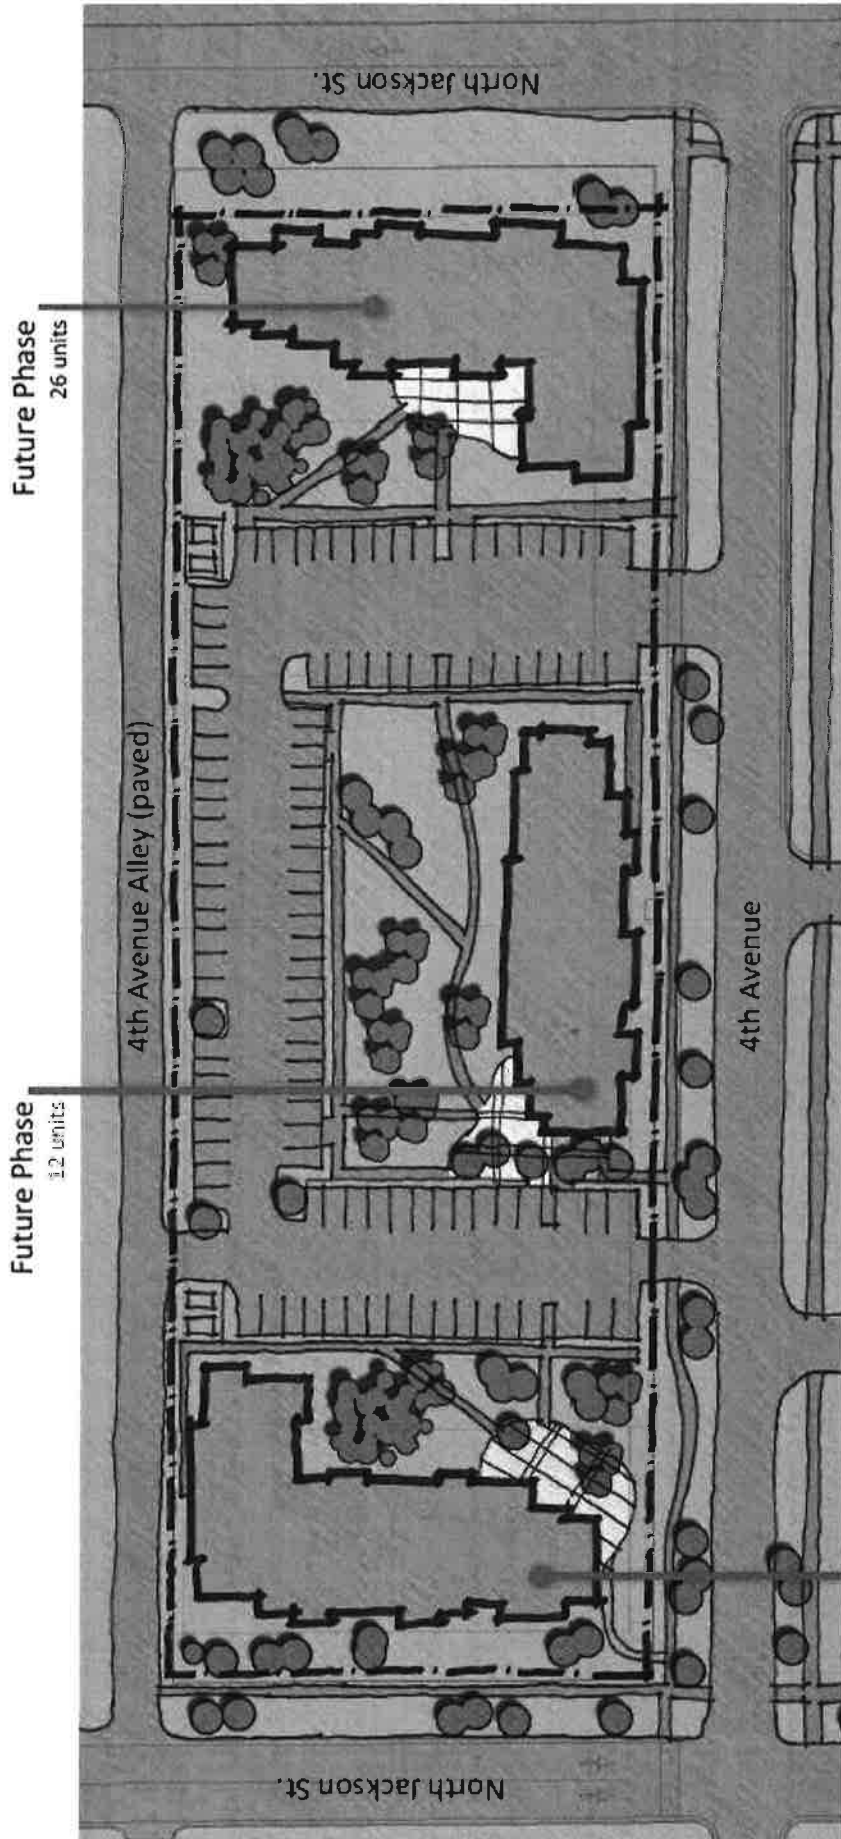 North Jackson St.
Future Phase
26 units
4th Avenue Alley (paved)
4th Avenue
Future Phase
12 units
North Jackson St.